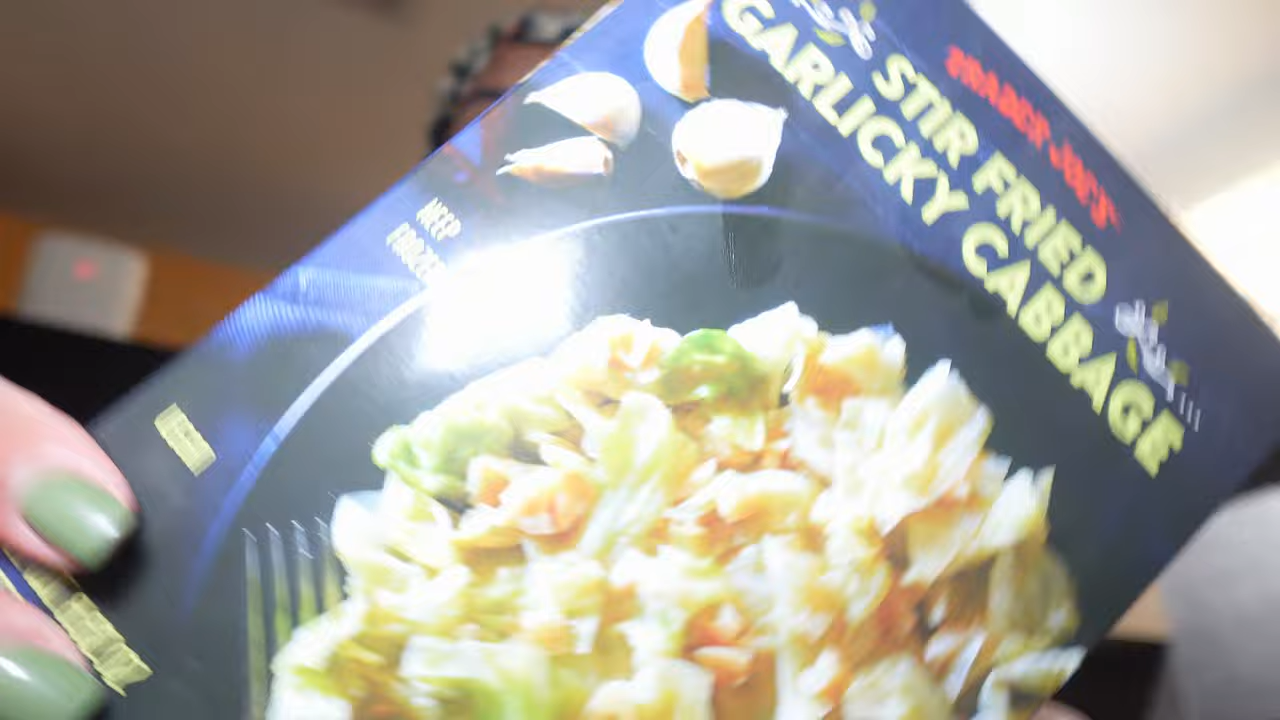 TRADER JOE'S
STIR FRIED
GARLICKY CABBAGE
KEEP
FROZEN